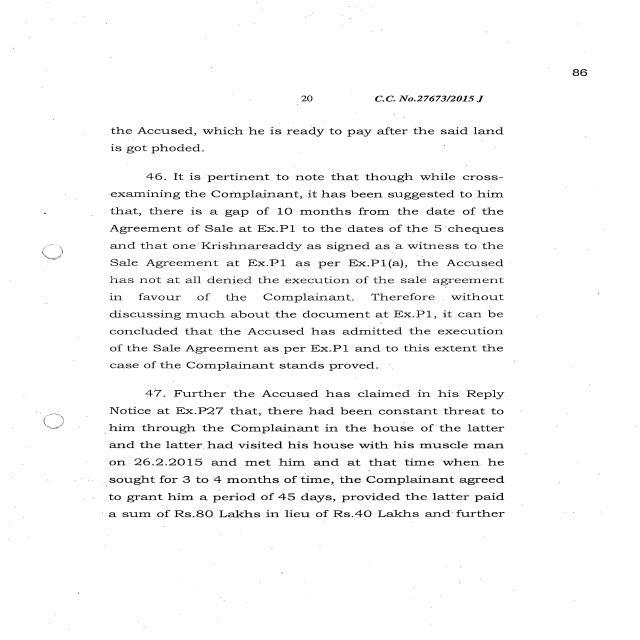 86
20 C.C. No.27673/2015 J
the Accused, which he is ready to pay after the said land
is got phoded.
46. It is pertinent to note that though while cross-
examining the Complainant, it has been suggested to him
that, there is a gap of 10 months from the date of the
Agreement of Sale at Ex.P1 to the dates of the 5 cheques
and that one Krishnareaddy as signed as a witness to the
Sale Agreement at Ex.P1 as per Ex.P1(a), the Accused
has not at all denied the execution of the sale agreement
in favour of the Complainant. Therefore without
discussing much about the document at Ex.P1, it can be
concluded that the Accused has admitted the execution
of the Sale Agreement as per Ex.P1 and to this extent the
case of the Complainant stands proved.
47. Further the Accused has claimed in his Reply
Notice at Ex.P27 that, there had been constant threat to
him through the Complainant in the house of the latter
and the latter had visited his house with his muscle man
on 26.2.2015 and met him and at that time when he
sought for 3 to 4 months of time, the Complainant agreed
to grant him a period of 45 days, provided the latter paid
a sum of Rs.80 Lakhs in lieu of Rs.40 Lakhs and further